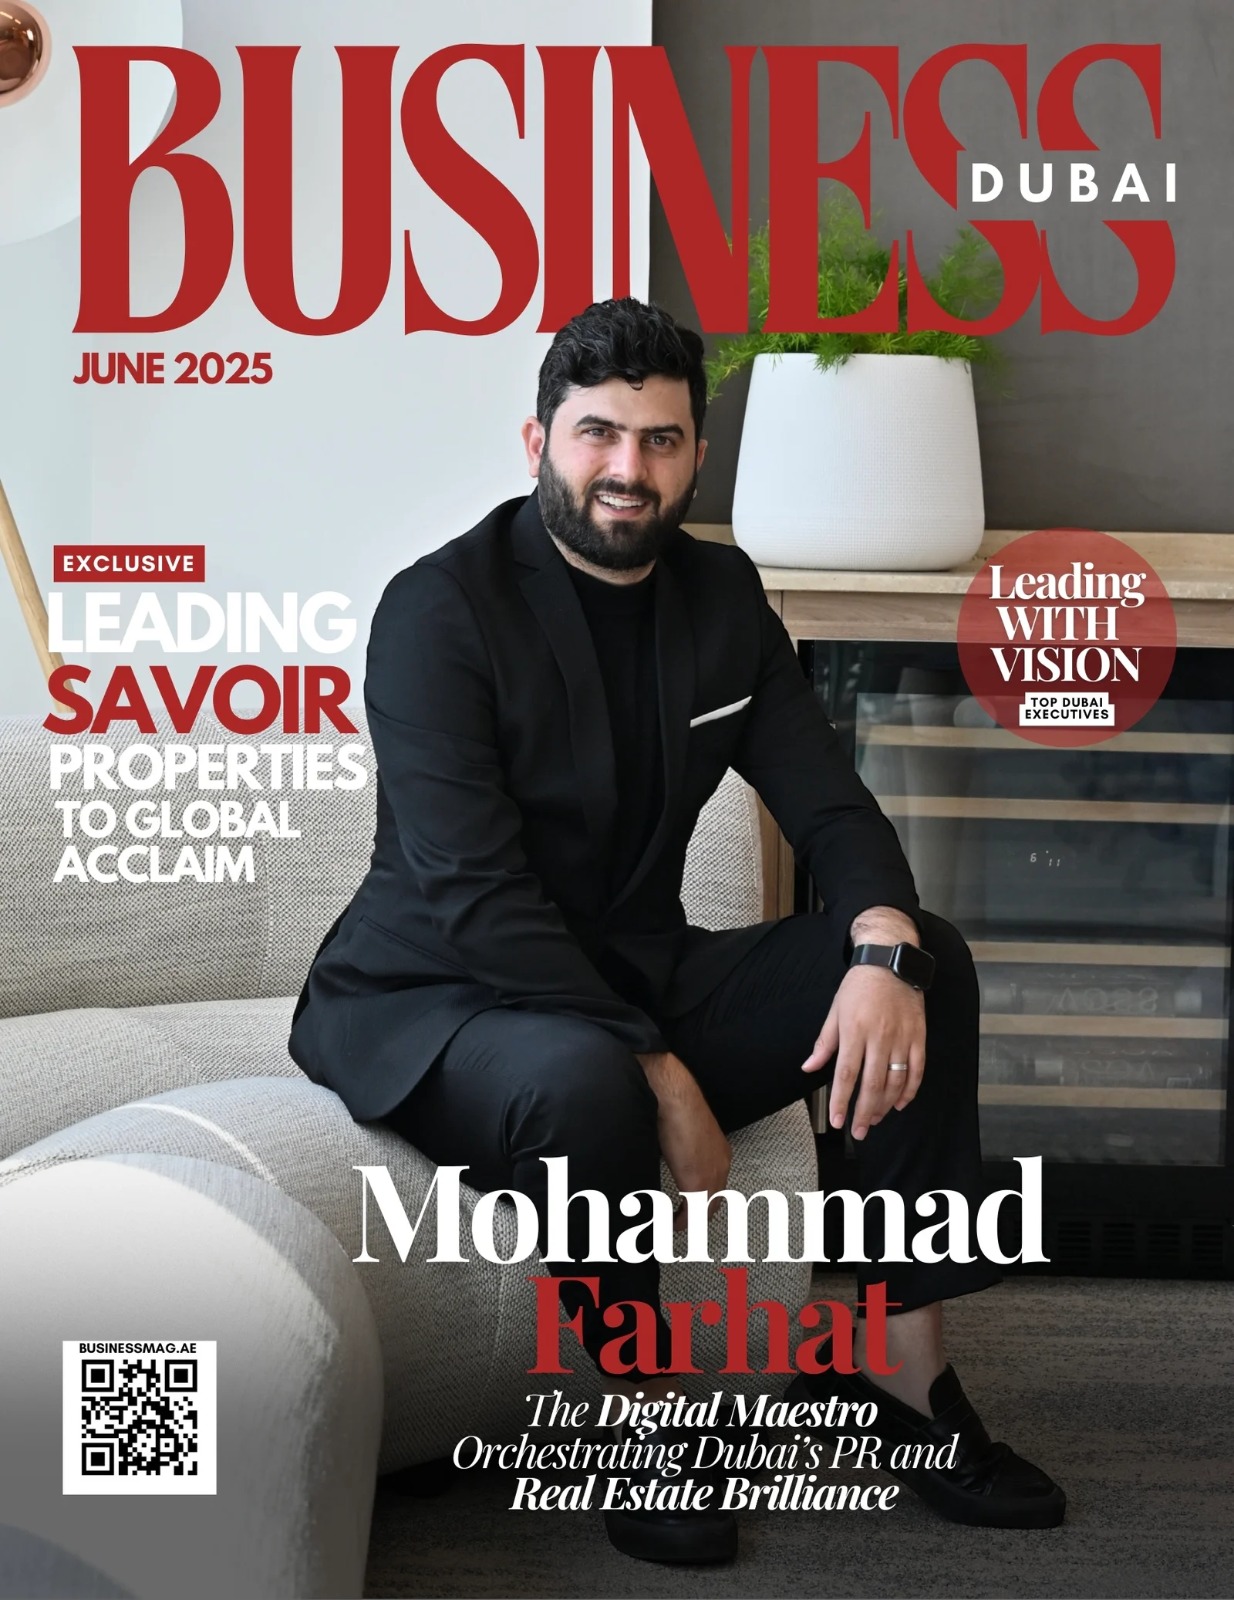 BUSINESS
DUBAI
JUNE 2025
EXCLUSIVE
LEADING
SAVOIR
PROPERTIES
TO GLOBAL
ACCLAIM
Leading
WITH
VISION
TOP DUBAI
EXECUTIVES
Mohammad
Farhat
The Digital Maestro
Orchestrating Dubai's PR and
Real Estate Brilliance
BUSINESSMAG.AE